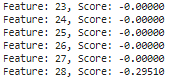 Feature: 23, Score: -0.00000
Feature: 24, Score: -0.00000
Feature: 25, Score: -0.00000
Feature: 26, Score: -0.00000
Feature: 27, Score: -0.00000
Feature: 28, Score: -0.29510